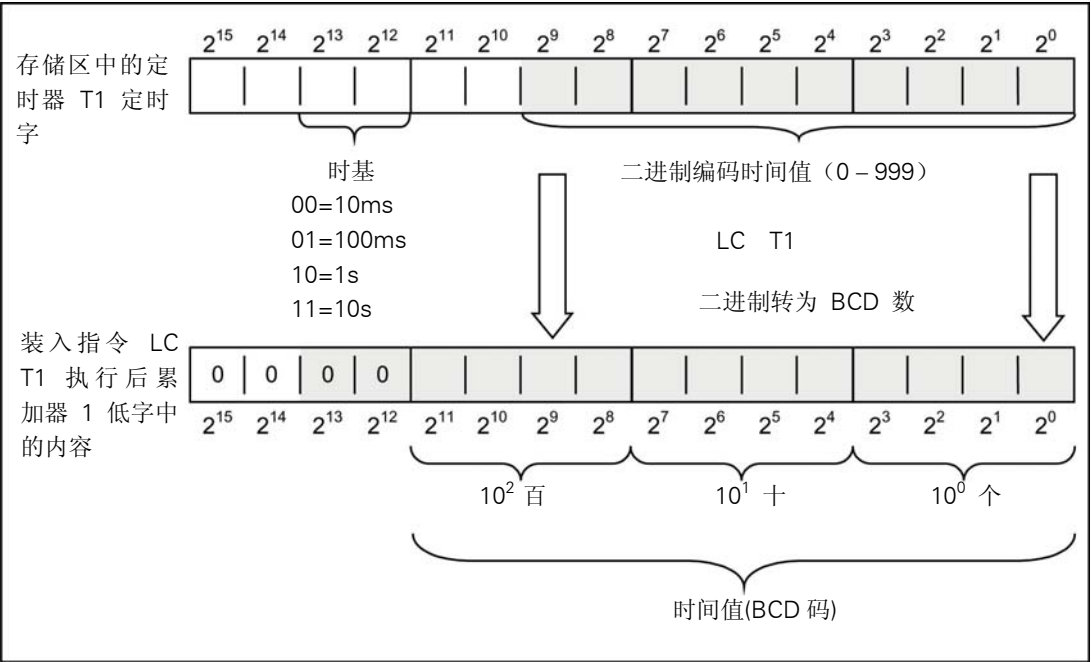 2^15 2^14 2^13 2^12 2^11 2^10 2^9 2^8 2^7 2^6 2^5 2^4 2^3 2^2 2^1 2^0
存储区中的定
时器 T1 定时
字
时基
二进制编码时间值（0 – 999）
00=10ms
01=100ms
LC T1
10=1s
二进制转为 BCD 数
11=10s
装入指令 LC
T1 执行后累
加器 1 低字中
的内容
0 0 0 0
2^15 2^14 2^13 2^12 2^11 2^10 2^9 2^8 2^7 2^6 2^5 2^4 2^3 2^2 2^1 2^0
10^2 百 10^1 十 10^0 个
时间值(BCD 码)